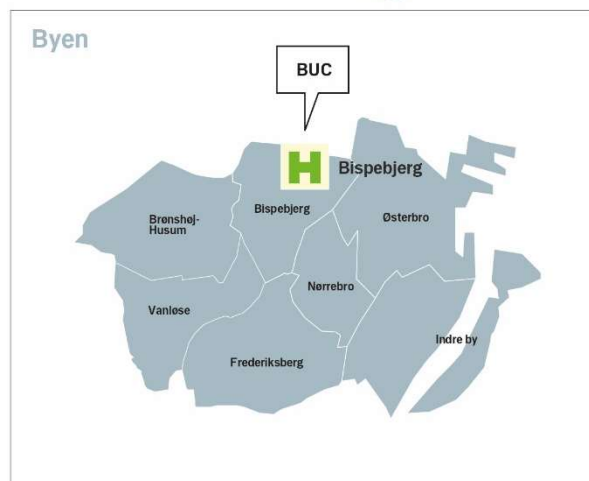 Byen
BUC
H
Bispebjerg
Bispebjerg
Brønshøj-
Husum
Østerbro
Nørrebro
Vanløse
Indre by
Frederiksberg